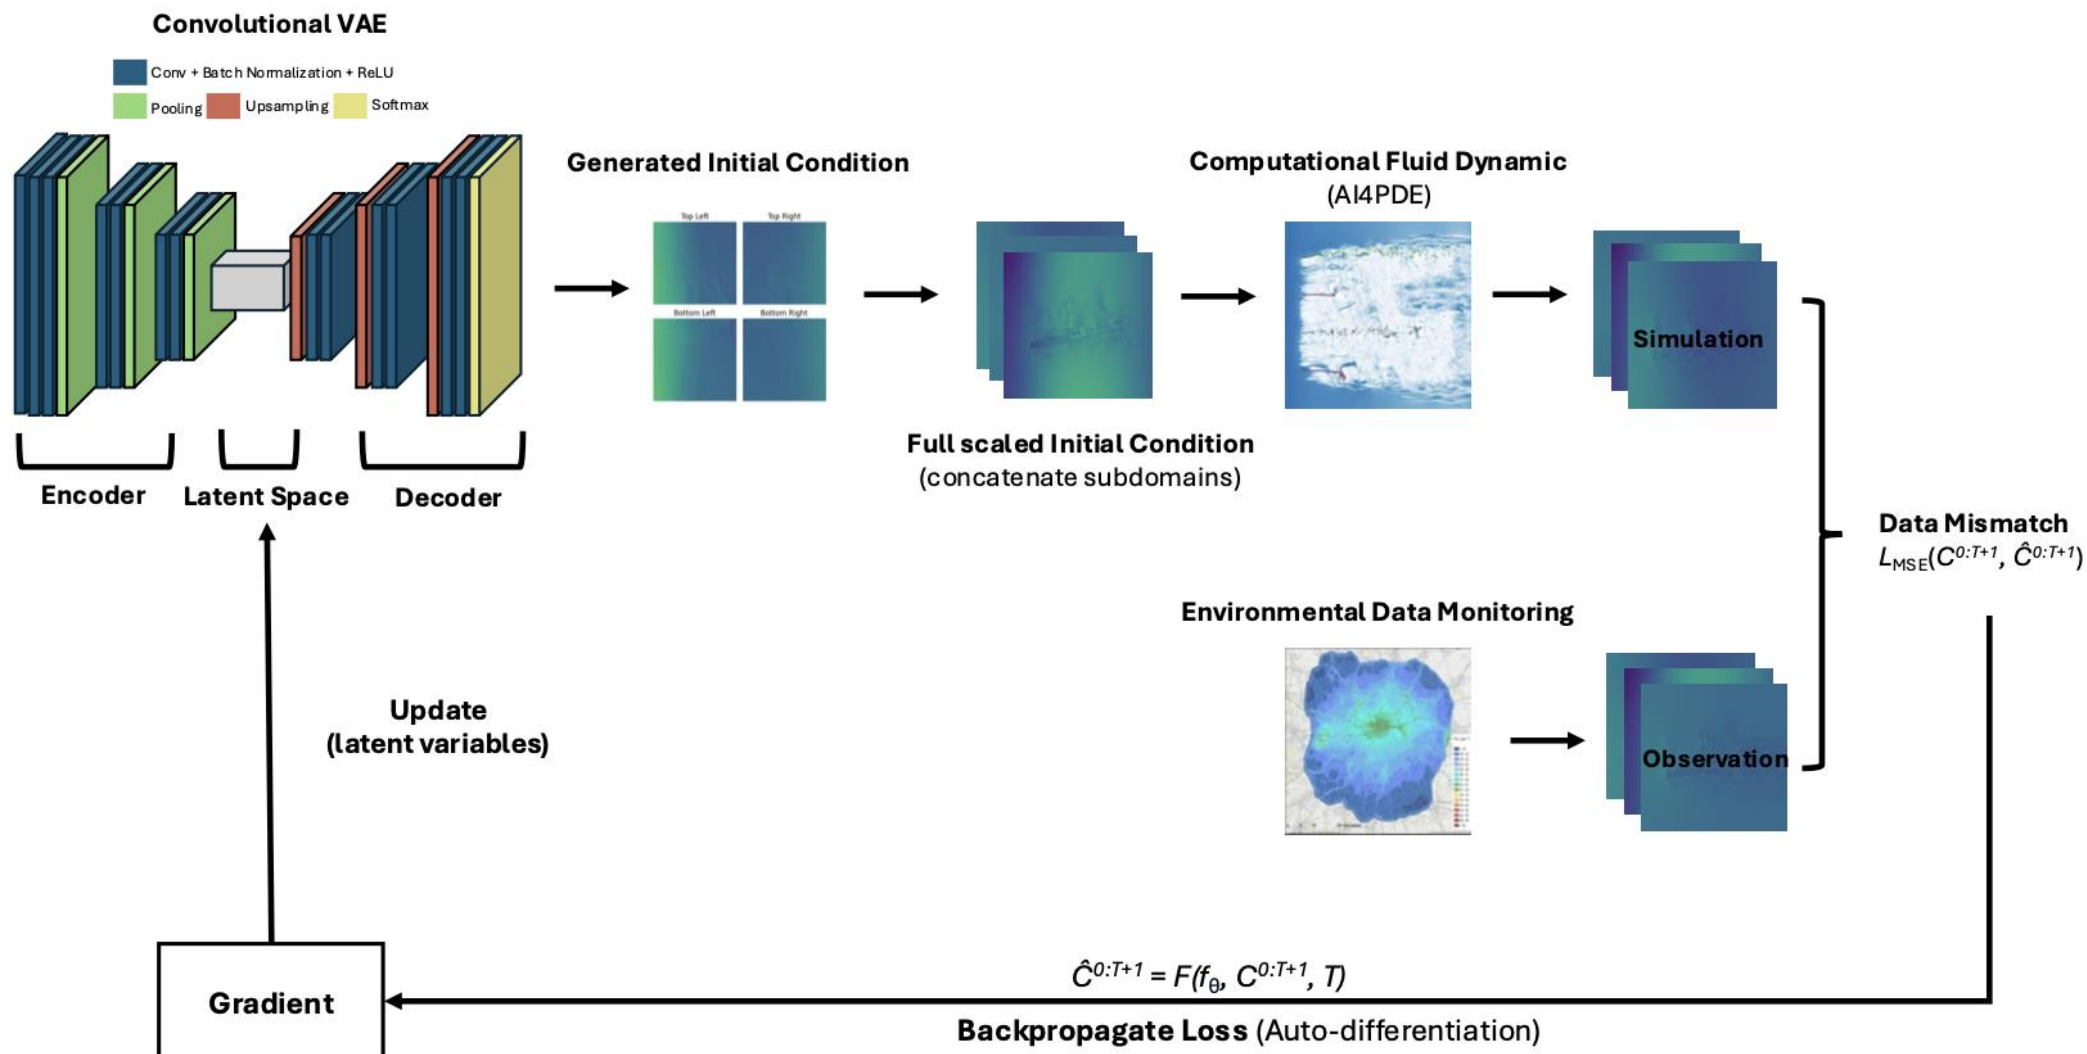 Convolutional VAE
Conv + Batch Normalization + ReLU
Pooling
Upsampling
Softmax
Generated Initial Condition
Top Left
Top Right
Bottom Left
Bottom Right
Full scaled Initial Condition
(concatenate subdomains)
Computational Fluid Dynamic
(AI4PDE)
Simulation
Encoder
Latent Space
Decoder
Data Mismatch
L_MSE(C^0:T+1, Ĉ^0:T+1)
Environmental Data Monitoring
Observation
Update
(latent variables)
Gradient
Ĉ^0:T+1 = F(f_θ, C^0:T+1, T)
Backpropagate Loss (Auto-differentiation)